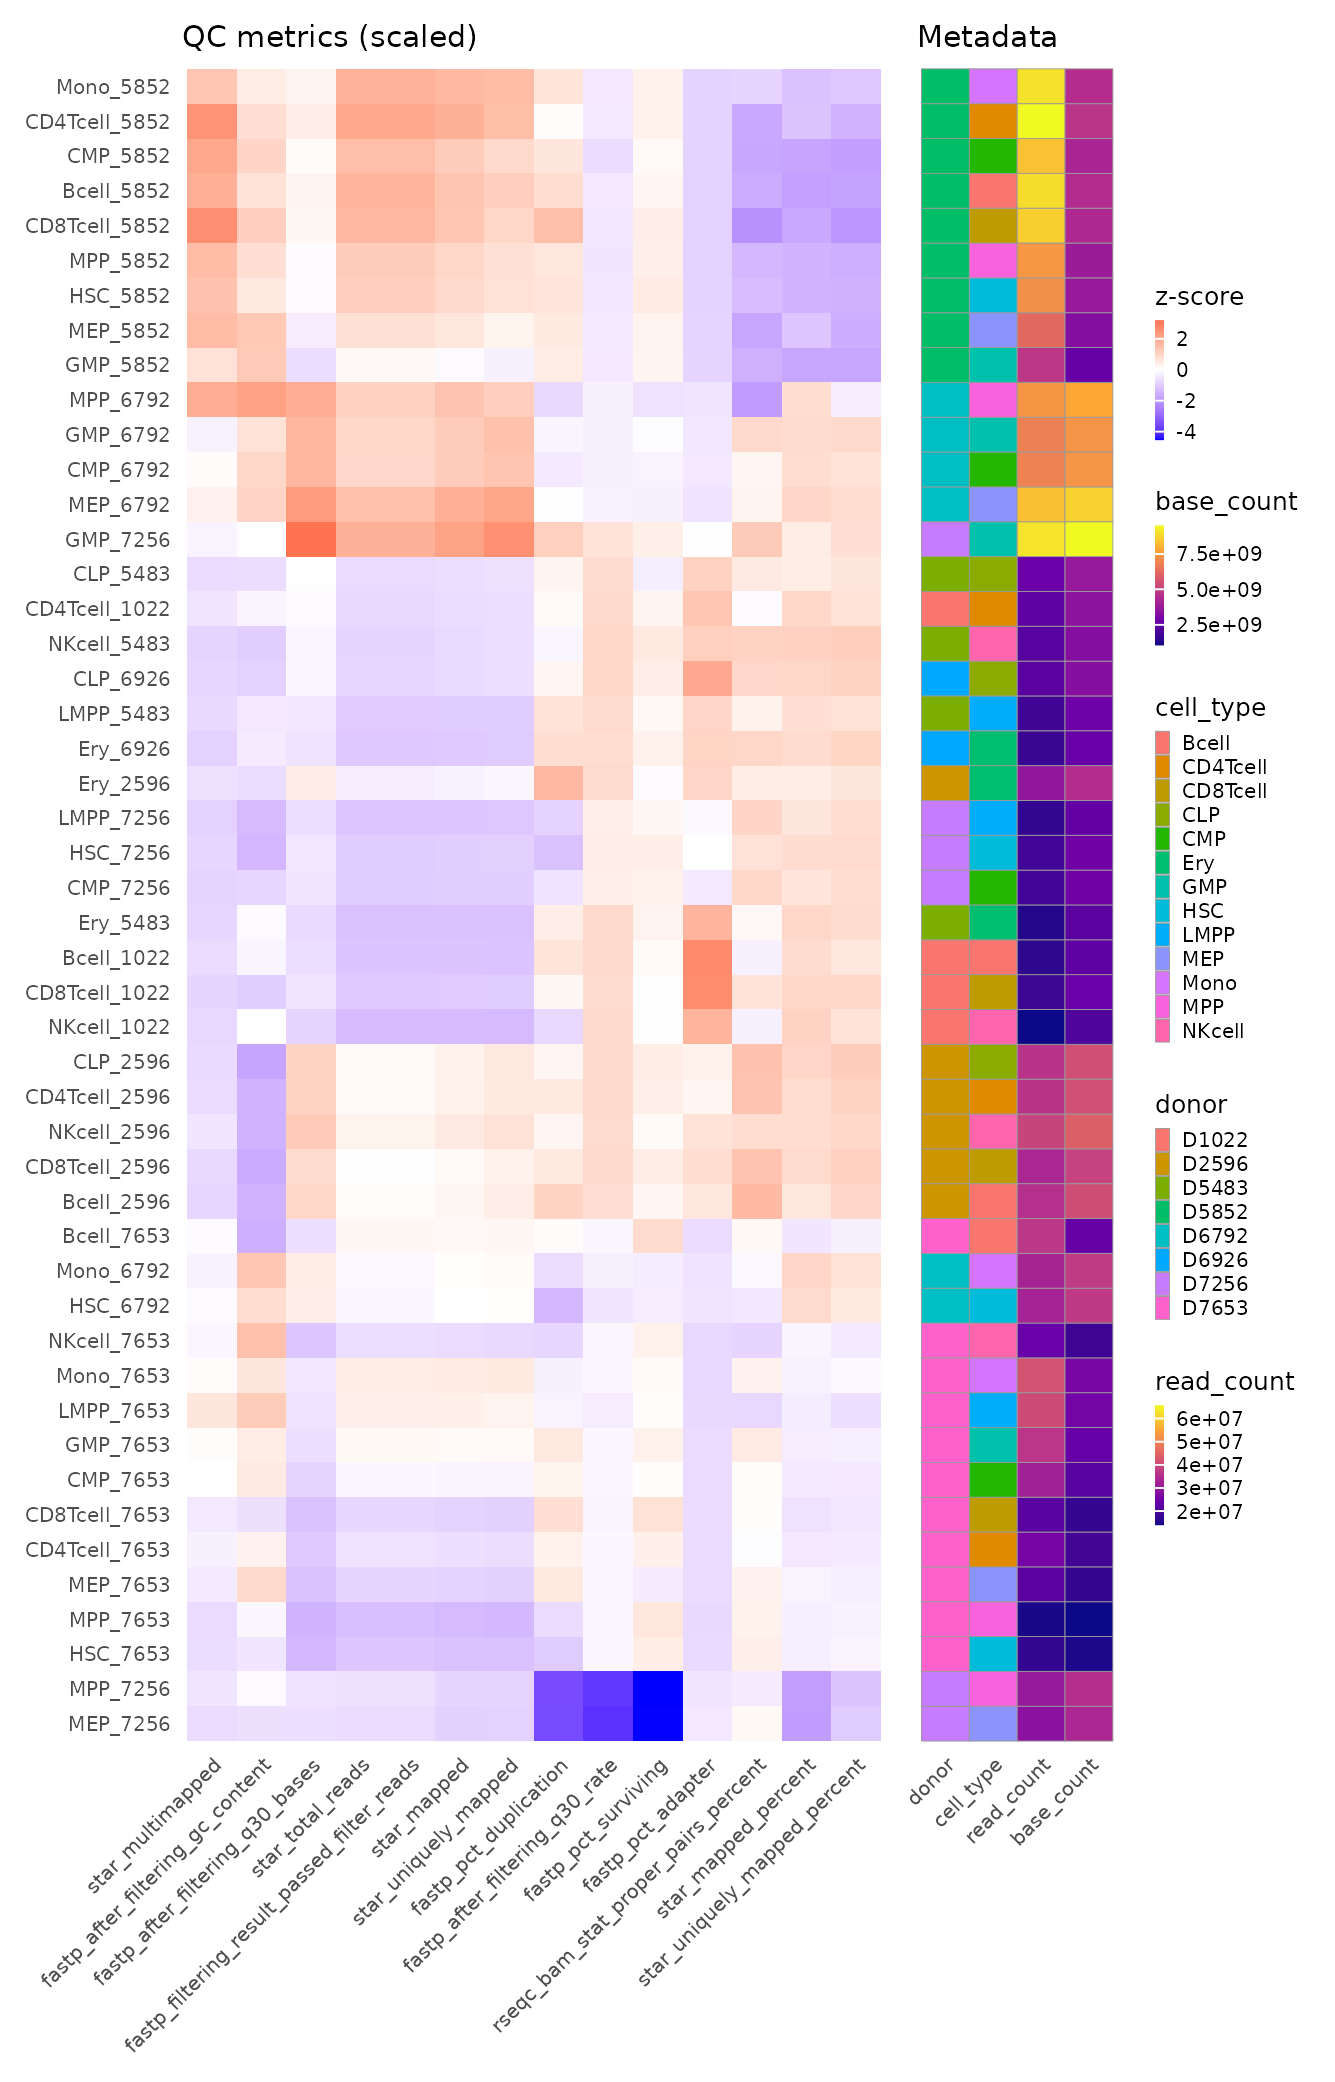 QC metrics (scaled)
Metadata
Mono_5852
CD4Tcell_5852
CMP_5852
Bcell_5852
CD8Tcell_5852
MPP_5852
HSC_5852
MEP_5852
GMP_5852
MPP_6792
GMP_6792
CMP_6792
MEP_6792
GMP_7256
CLP_5483
CD4Tcell_1022
NKcell_5483
CLP_6926
LMPP_5483
Ery_6926
Ery_2596
LMPP_7256
HSC_7256
CMP_7256
Ery_5483
Bcell_1022
CD8Tcell_1022
NKcell_1022
CLP_2596
CD4Tcell_2596
NKcell_2596
CD8Tcell_2596
Bcell_2596
Bcell_7653
Mono_6792
HSC_6792
NKcell_7653
Mono_7653
LMPP_7653
GMP_7653
CMP_7653
CD8Tcell_7653
CD4Tcell_7653
MEP_7653
MPP_7653
HSC_7653
MPP_7256
MEP_7256
star_multimapped
fastp_after_filtering_gc_content
fastp_after_filtering_q30_bases
star_total_reads
fastp_filtering_result_passed_filter_reads
star_mapped
star_uniquely_mapped
fastp_pct_duplication
fastp_after_filtering_q30_rate
fastp_pct_surviving
fastp_pct_adapter
rseqc_bam_stat_proper_pairs_percent
star_mapped_percent
star_uniquely_mapped_percent
donor
cell_type
read_count
base_count
z-score
2
0
-2
-4
base_count
7.5e+09
5.0e+09
2.5e+09
cell_type
Bcell
CD4Tcell
CD8Tcell
CLP
CMP
Ery
GMP
HSC
LMPP
MEP
Mono
MPP
NKcell
donor
D1022
D2596
D5483
D5852
D6792
D6926
D7256
D7653
read_count
6e+07
5e+07
4e+07
3e+07
2e+07